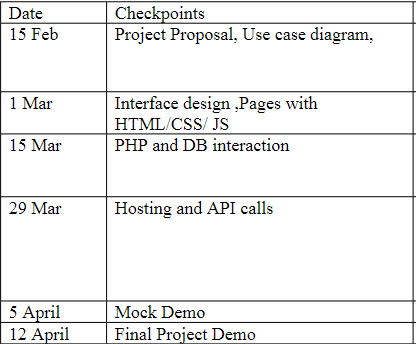 Date Checkpoints
15 Feb Project Proposal, Use case diagram,
1 Mar Interface design ,Pages with
HTML/CSS/ JS
15 Mar PHP and DB interaction
29 Mar Hosting and API calls
5 April Mock Demo
12 April Final Project Demo